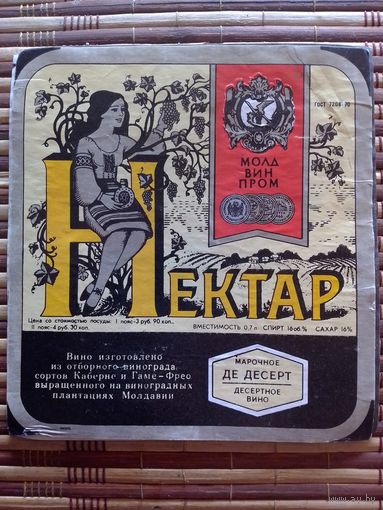 ГОСТ 7208-70
МОЛД
ВИН
ПРОМ
НЕКТАР
Цена со стоимостью посуды: I пояс-3 руб. 90 коп.,
II пояс-4 руб. 30 коп.
ВМЕСТИМОСТЬ 0,7 л СПИРТ 16 об.% САХАР 16%
Вино изготовлено
из отборного винограда
сортов Каберне и Гаме-Фрео
выращенного на виноградных
плантациях Молдавии
МАРОЧНОЕ
ДЕ ДЕСЕРТ
ДЕСЕРТНОЕ
ВИНО